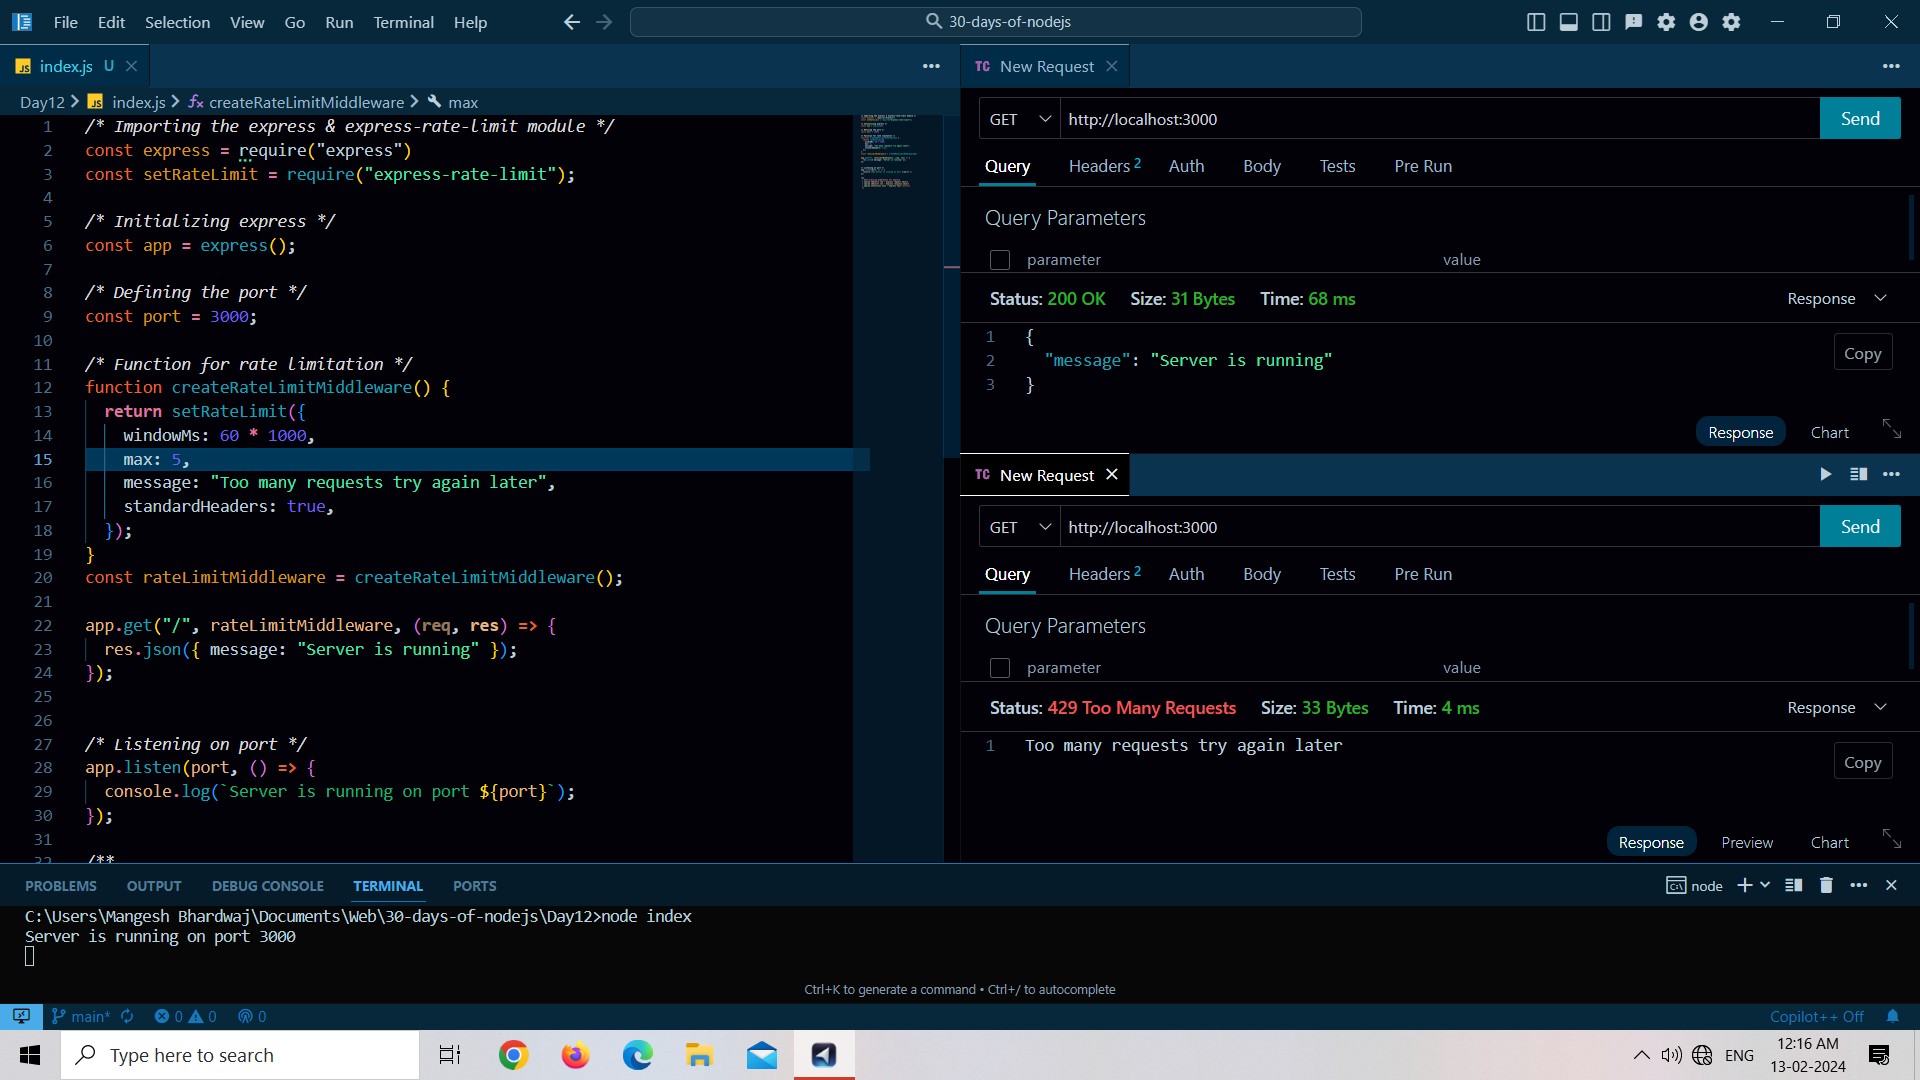 File Edit Selection View Go Run Terminal Help
30-days-of-nodejs
JS index.js U
Day12 > JS index.js > createRateLimitMiddleware > max
1 /* Importing the express & express-rate-limit module */
2 const express = require("express")
3 const setRateLimit = require("express-rate-limit");
4
5 /* Initializing express */
6 const app = express();
7
8 /* Defining the port */
9 const port = 3000;
10
11 /* Function for rate limitation */
12 function createRateLimitMiddleware() {
13 return setRateLimit({
14 windowMs: 60 * 1000,
15 max: 5,
16 message: "Too many requests try again later",
17 standardHeaders: true,
18 });
19 }
20 const rateLimitMiddleware = createRateLimitMiddleware();
21
22 app.get("/", rateLimitMiddleware, (req, res) => {
23 res.json({ message: "Server is running" });
24 });
25
26
27 /* Listening on port */
28 app.listen(port, () => {
29 console.log(`Server is running on port ${port}`);
30 });
31
32 /**
TC New Request
GET http://localhost:3000 Send
Query Headers 2 Auth Body Tests Pre Run
Query Parameters
parameter value
Status: 200 OK Size: 31 Bytes Time: 68 ms Response
1 {
2 "message": "Server is running"
3 }
Copy
Response Chart
TC New Request
GET http://localhost:3000 Send
Query Headers 2 Auth Body Tests Pre Run
Query Parameters
parameter value
Status: 429 Too Many Requests Size: 33 Bytes Time: 4 ms Response
1 Too many requests try again later
Copy
Response Preview Chart
PROBLEMS OUTPUT DEBUG CONSOLE TERMINAL PORTS
node
C:\Users\Mangesh Bhardwaj\Documents\Web\30-days-of-nodejs\Day12>node index
Server is running on port 3000
Ctrl+K to generate a command • Ctrl+/ to autocomplete
main* 0 0 0 Copilot++ Off
Type here to search
ENG
12:16 AM
13-02-2024